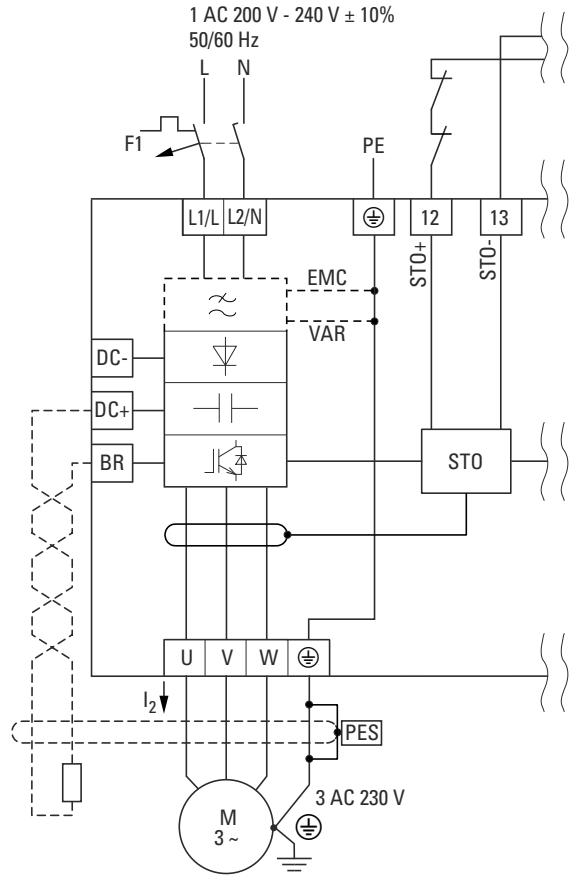 1 AC 200 V - 240 V ± 10%
50/60 Hz
L N
F1
PE
L1/L L2/N
12 13
STO+ STO-
EMC
VAR
DC-
DC+
BR
STO
U V W
I2
PES
3 AC 230 V
M
3 ~